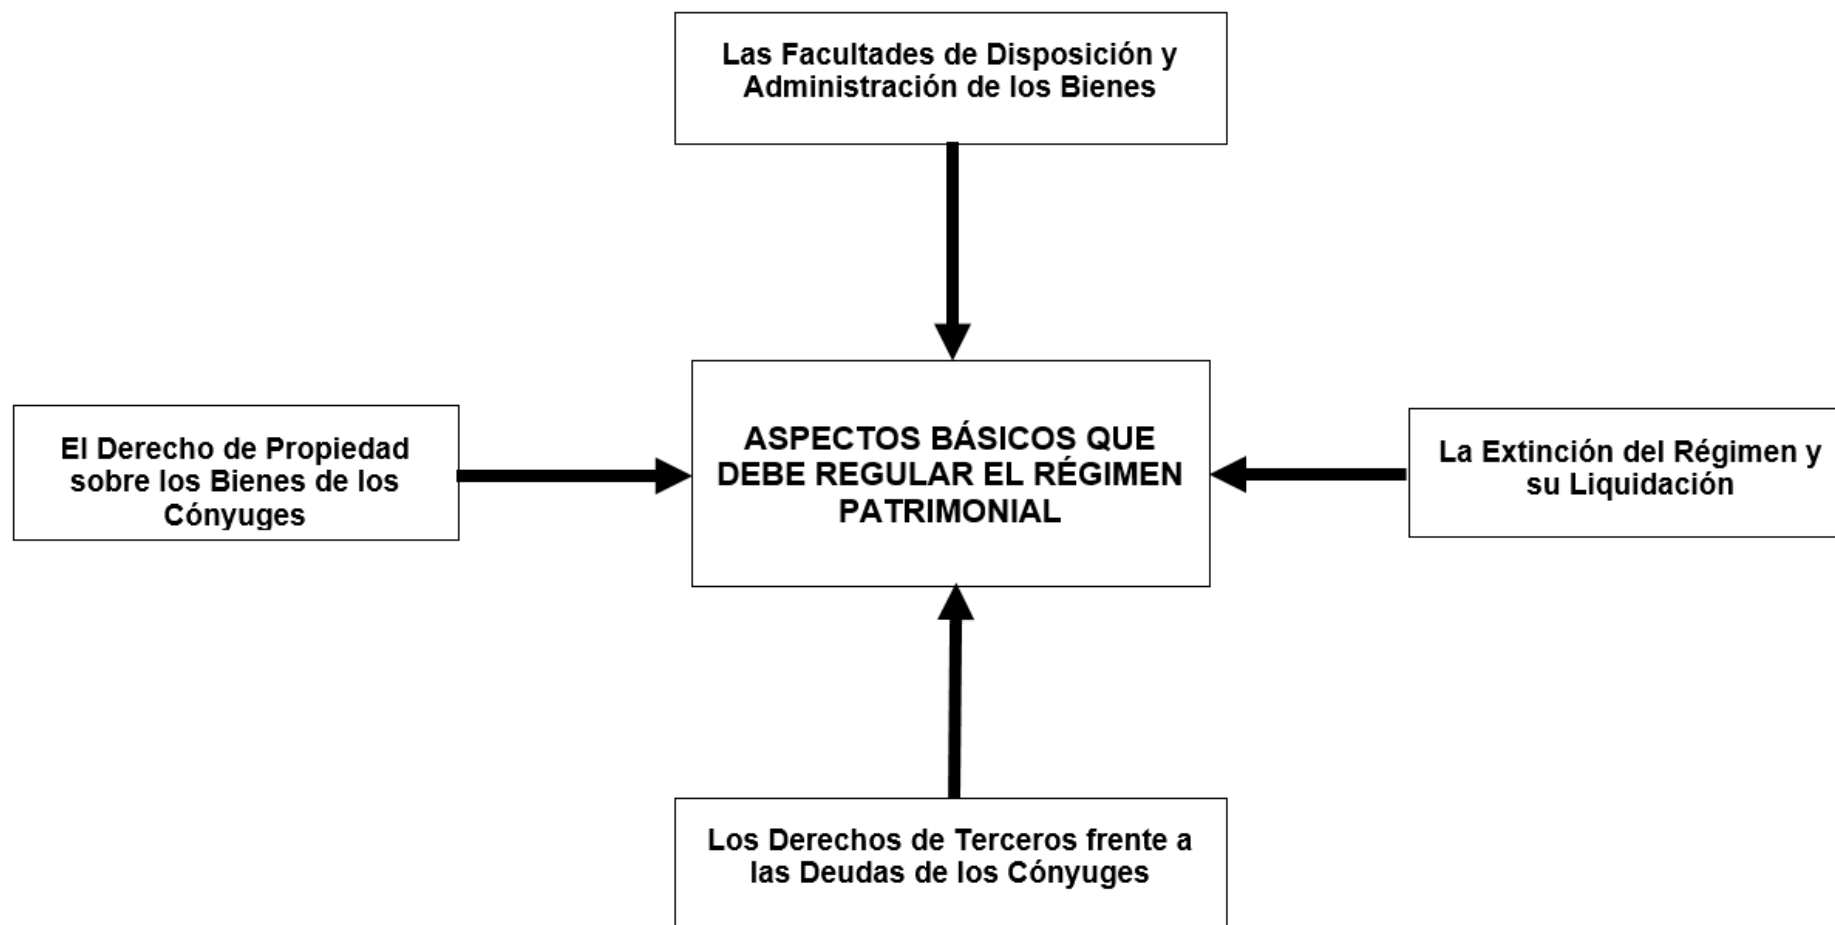 Las Facultades de Disposición y
Administración de los Bienes
El Derecho de Propiedad
sobre los Bienes de los
Cónyuges
ASPECTOS BÁSICOS QUE
DEBE REGULAR EL RÉGIMEN
PATRIMONIAL
La Extinción del Régimen y
su Liquidación
Los Derechos de Terceros frente a
las Deudas de los Cónyuges